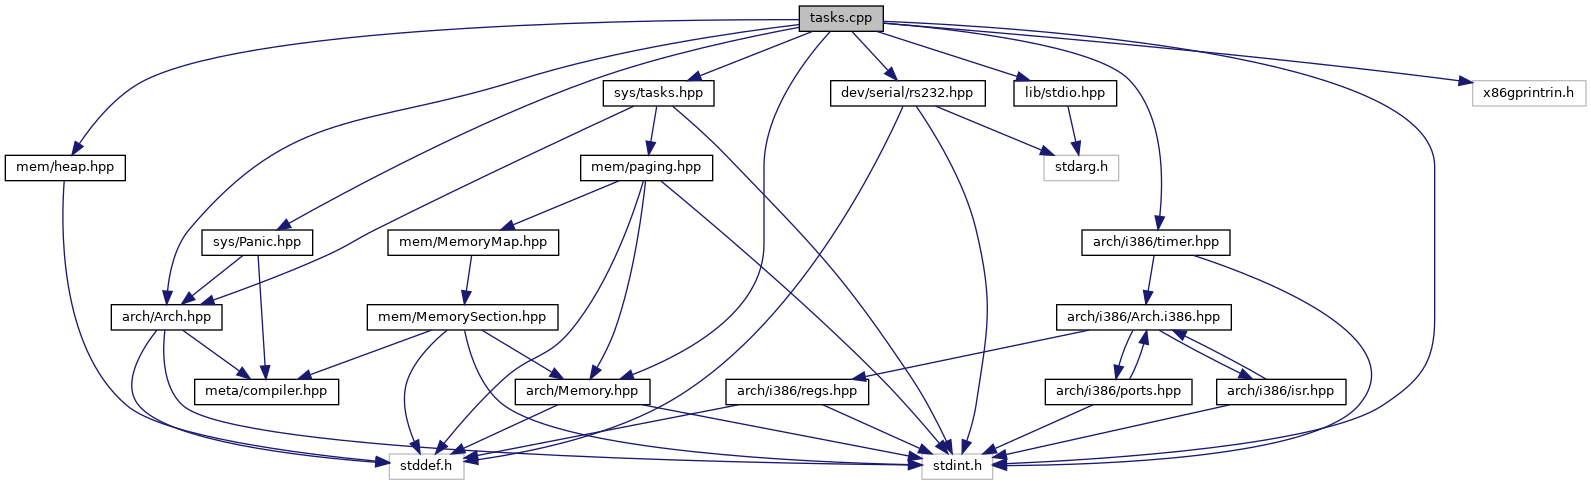 tasks.cpp
sys/tasks.hpp
dev/serial/rs232.hpp
lib/stdio.hpp
x86gprintrin.h
mem/heap.hpp
mem/paging.hpp
stdarg.h
sys/Panic.hpp
mem/MemoryMap.hpp
arch/i386/timer.hpp
arch/Arch.hpp
mem/MemorySection.hpp
arch/i386/Arch.i386.hpp
meta/compiler.hpp
arch/Memory.hpp
arch/i386/regs.hpp
arch/i386/ports.hpp
arch/i386/isr.hpp
stddef.h
stdint.h